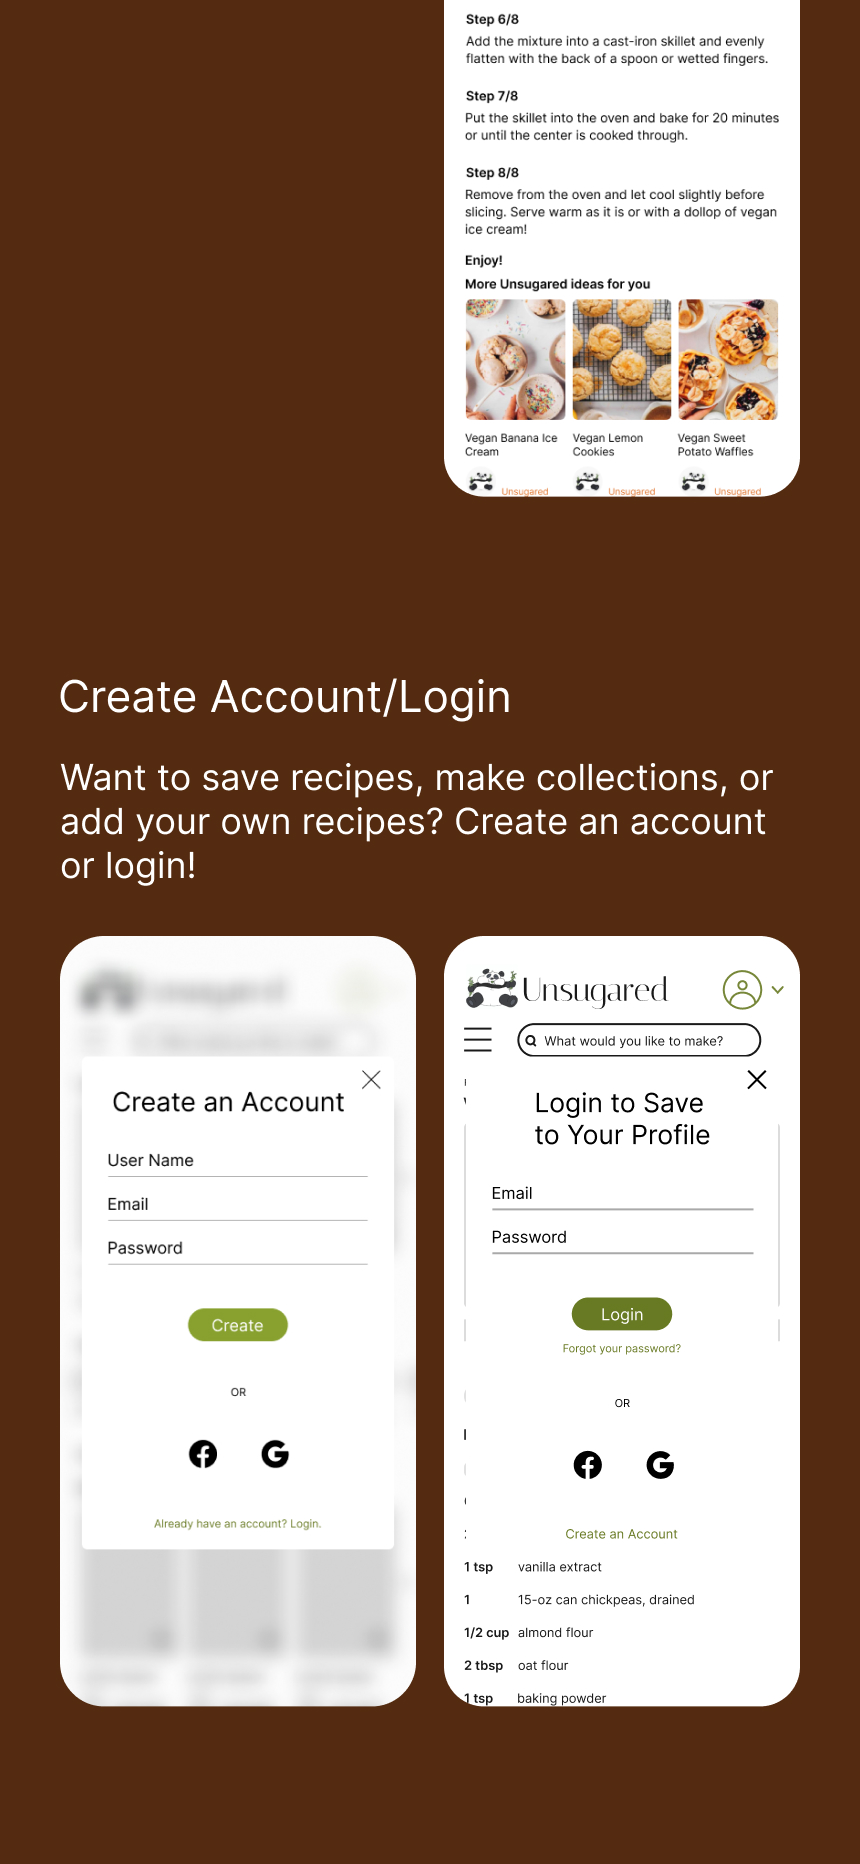 Step 6/8
Add the mixture into a cast-iron skillet and evenly
flatten with the back of a spoon or wetted fingers.
Step 7/8
Put the skillet into the oven and bake for 20 minutes
or until the center is cooked through.
Step 8/8
Remove from the oven and let cool slightly before
slicing. Serve warm as it is or with a dollop of vegan
ice cream!
Enjoy!
More Unsugared ideas for you
Vegan Banana Ice
Cream
Vegan Lemon
Cookies
Vegan Sweet
Potato Waffles
Unsugared
Unsugared
Unsugared
Create Account/Login
Want to save recipes, make collections, or
add your own recipes? Create an account
or login!
Create an Account
User Name
Email
Password
Create
OR
Already have an account? Login.
Unsugared
What would you like to make?
Login to Save
to Your Profile
Email
Password
Login
Forgot your password?
OR
Create an Account
1 tsp vanilla extract
1 15-oz can chickpeas, drained
1/2 cup almond flour
2 tbsp oat flour
1 tsp baking powder